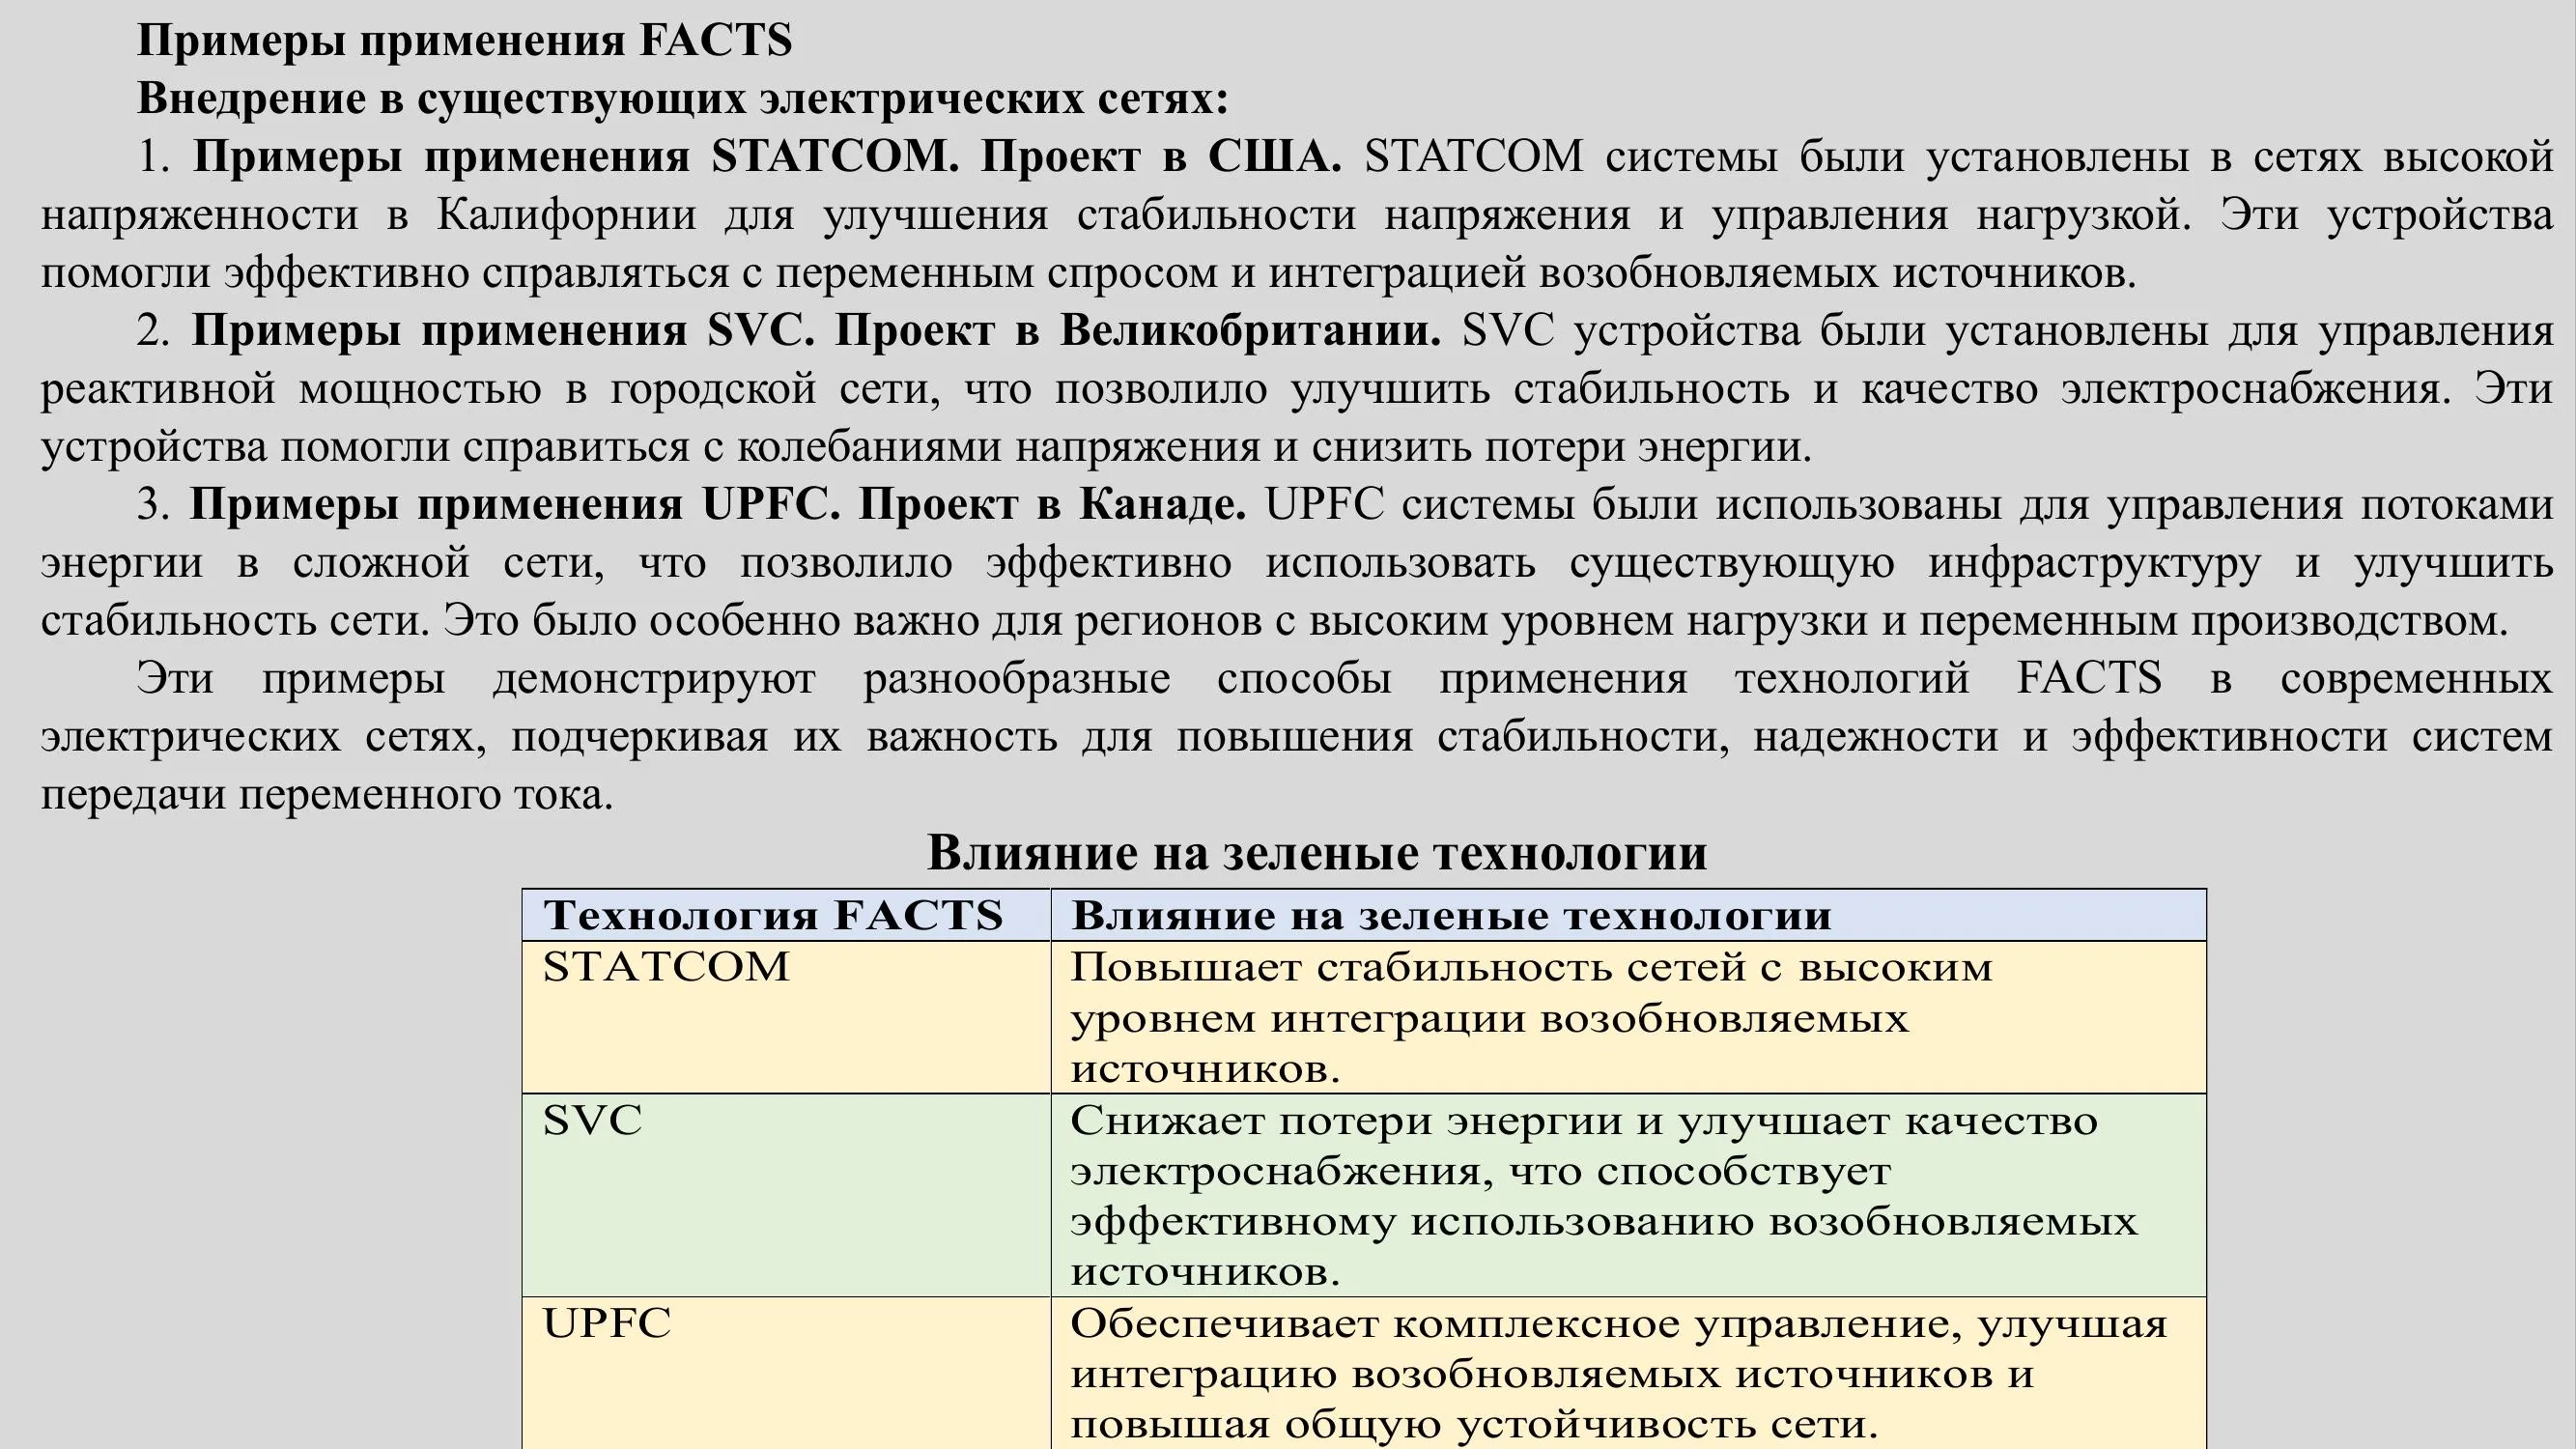 Примеры применения FACTS
Внедрение в существующих электрических сетях:
1. Примеры применения STATCOM. Проект в США. STATCOM системы были установлены в сетях высокой
напряженности в Калифорнии для улучшения стабильности напряжения и управления нагрузкой. Эти устройства
помогли эффективно справляться с переменным спросом и интеграцией возобновляемых источников.
2. Примеры применения SVC. Проект в Великобритании. SVC устройства были установлены для управления
реактивной мощностью в городской сети, что позволило улучшить стабильность и качество электроснабжения. Эти
устройства помогли справиться с колебаниями напряжения и снизить потери энергии.
3. Примеры применения UPFC. Проект в Канаде. UPFC системы были использованы для управления потоками
энергии в сложной сети, что позволило эффективно использовать существующую инфраструктуру и улучшить
стабильность сети. Это было особенно важно для регионов с высоким уровнем нагрузки и переменным производством.
Эти примеры демонстрируют разнообразные способы применения технологий FACTS в современных
электрических сетях, подчеркивая их важность для повышения стабильности, надежности и эффективности систем
передачи переменного тока.
Влияние на зеленые технологии
Технология FACTS
Влияние на зеленые технологии
STATCOM
Повышает стабильность сетей с высоким
уровнем интеграции возобновляемых
источников.
SVC
Снижает потери энергии и улучшает качество
электроснабжения, что способствует
эффективному использованию возобновляемых
источников.
UPFC
Обеспечивает комплексное управление, улучшая
интеграцию возобновляемых источников и
повышая общую устойчивость сети.